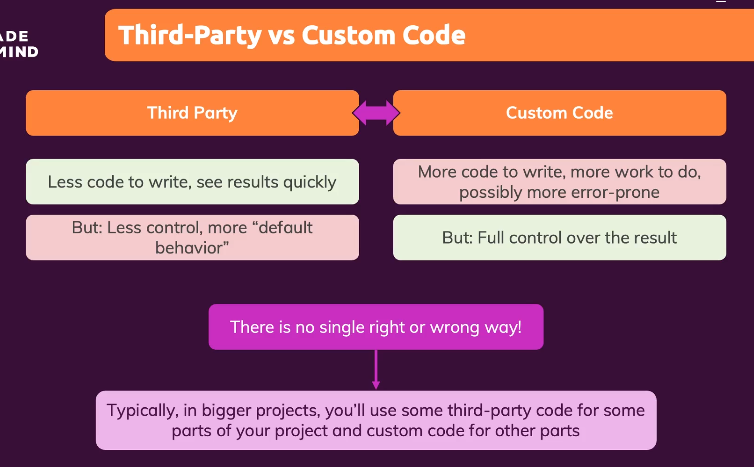 ADE
MIND
Third-Party vs Custom Code
Third Party
Custom Code
Less code to write, see results quickly
More code to write, more work to do,
possibly more error-prone
But: Less control, more “default
behavior”
But: Full control over the result
There is no single right or wrong way!
Typically, in bigger projects, you’ll use some third-party code for some
parts of your project and custom code for other parts